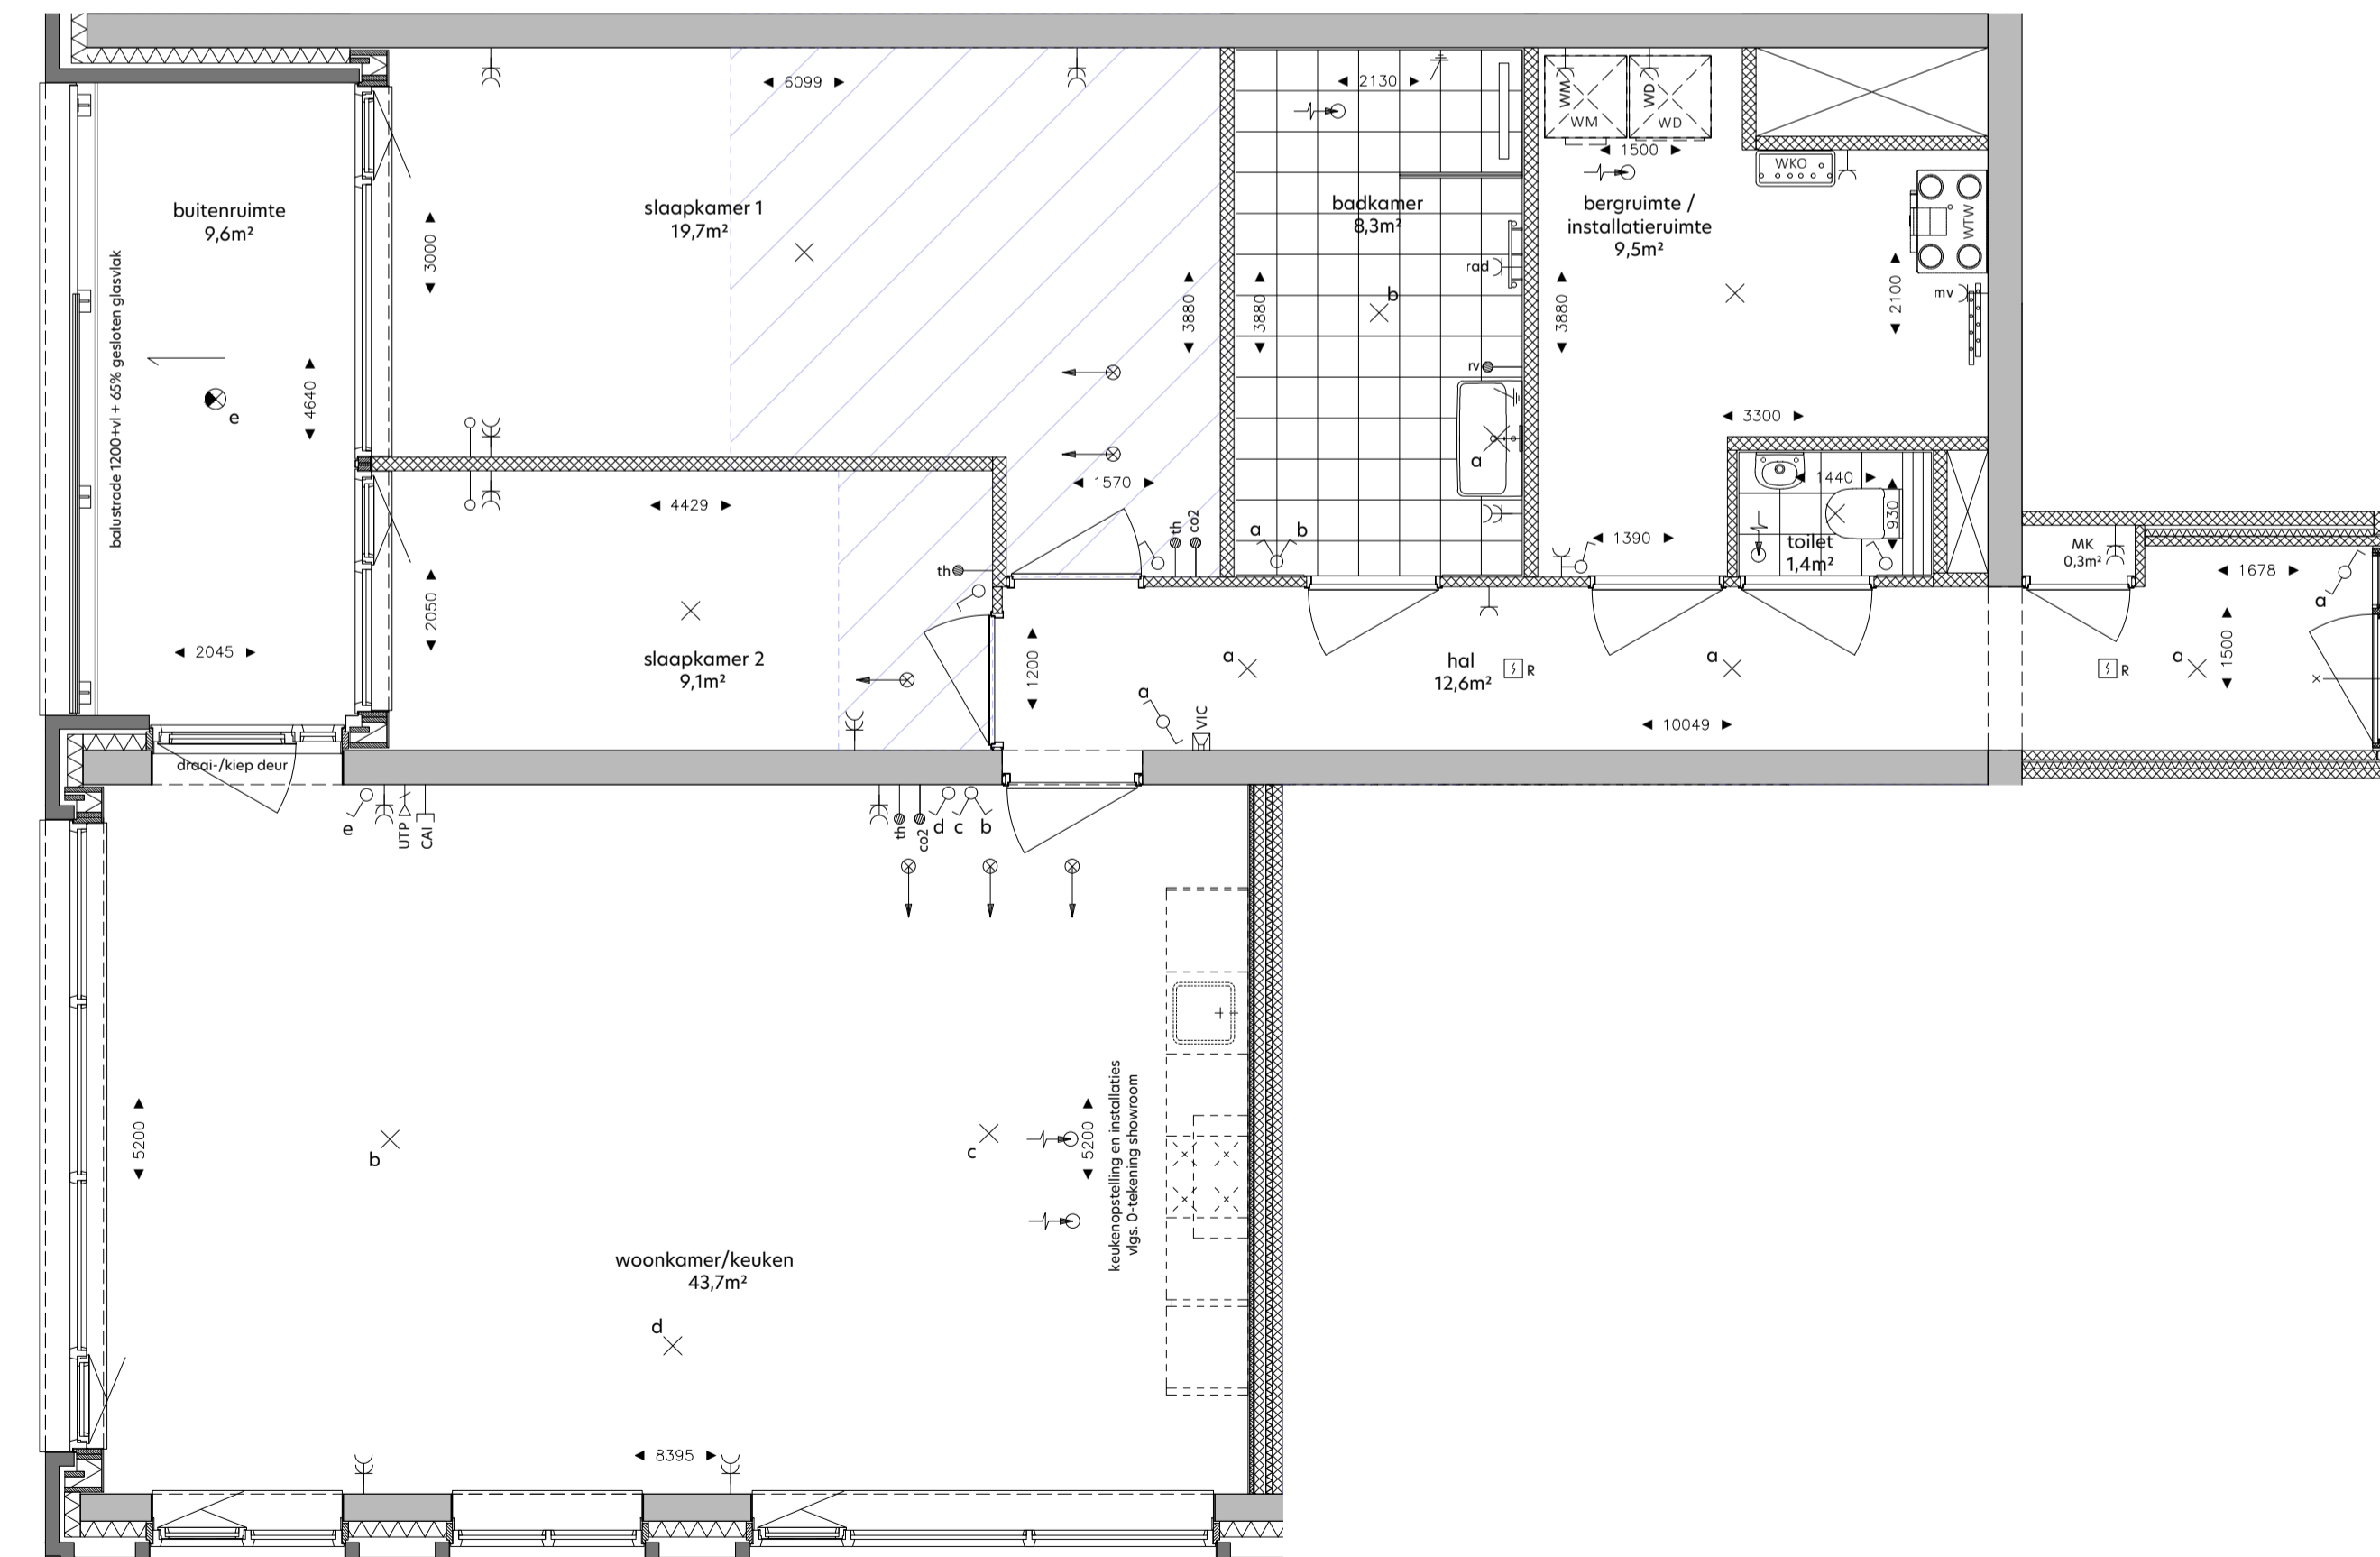 6099
2130
WM
WD
WM
WD
1500
WKO
WTW
buitenruimte
9,6m²
slaapkamer 1
19,7m²
badkamer
8,3m²
bergruimte /
installatieruimte
9,5m²
balustrade 1200+vl + 65% gesloten glasvlak
3000
3880
3880
3880
2100
rad
b
mv
rv
e
4640
3300
a
1570
4429
1440
930
th
co2
a
b
1390
toilet
1,4m²
MK
0,3m²
1678
th
a
2050
2045
slaapkamer 2
9,1m²
1200
a
hal
12,6m²
R
a
R
a
1500
a
VIC
10049
draai-/kiep deur
e
UTP
CAI
th
co2
d
c
b
5200
b
c
5200
keukenopstelling en installaties
vlgs. 0-tekening showroom
woonkamer/keuken
43,7m²
d
8395